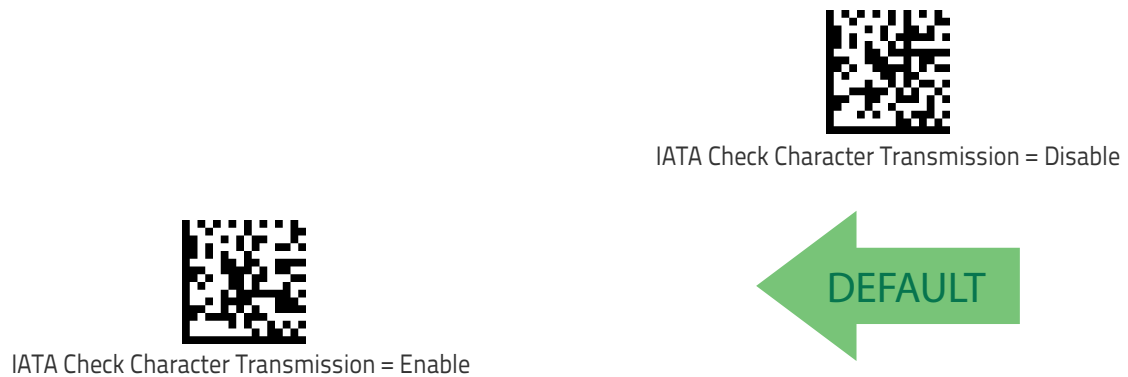 IATA Check Character Transmission = Disable
DEFAULT
IATA Check Character Transmission = Enable